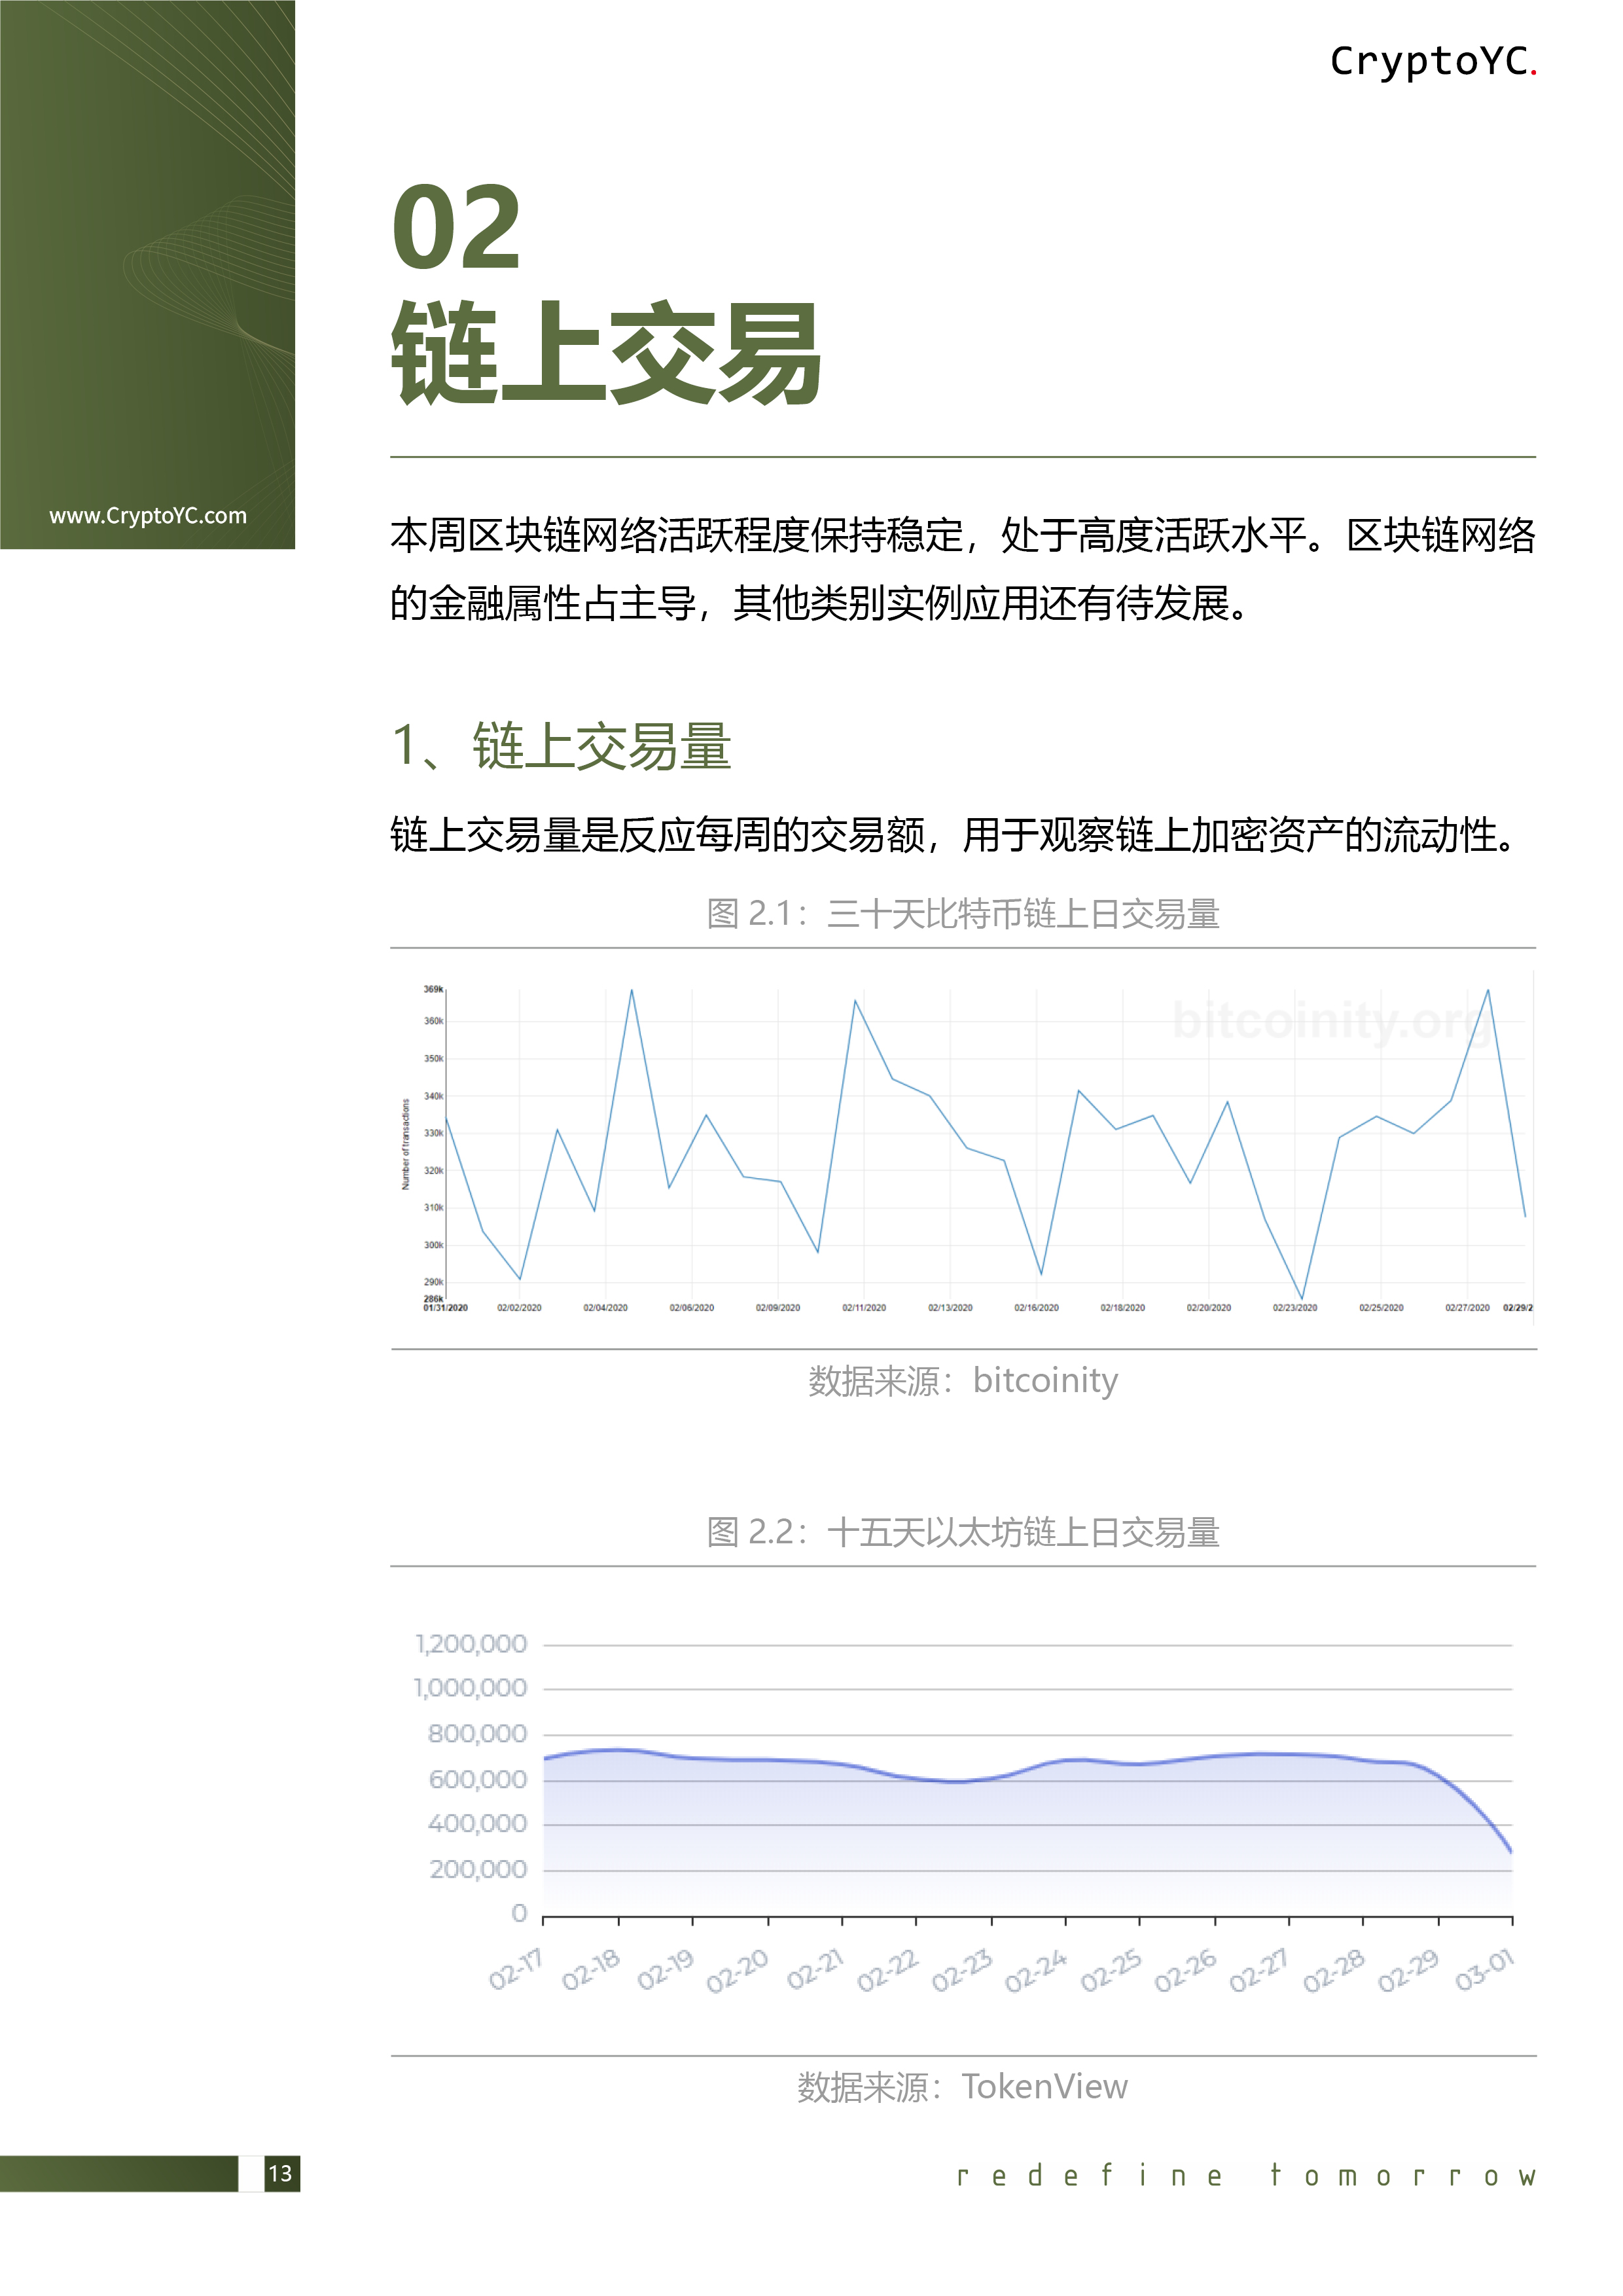 CryptoYC.
www.CryptoYC.com
02
链上交易
本周区块链网络活跃程度保持稳定，处于高度活跃水平。区块链网络
的金融属性占主导，其他类别实例应用还有待发展。
1、链上交易量
链上交易量是反应每周的交易额，用于观察链上加密资产的流动性。
图 2.1：三十天比特币链上日交易量
bitcoinity.org
Number of transactions
369k
360k
350k
340k
330k
320k
310k
300k
290k
286k
01/31/2020 02/02/2020 02/04/2020 02/06/2020 02/09/2020 02/11/2020 02/13/2020 02/16/2020 02/18/2020 02/20/2020 02/23/2020 02/25/2020 02/27/2020 02/29/2
数据来源：bitcoinity
图 2.2：十五天以太坊链上日交易量
1,200,000
1,000,000
800,000
600,000
400,000
200,000
0
02-17 02-18 02-19 02-20 02-21 02-22 02-23 02-24 02-25 02-26 02-27 02-28 02-29 03-01
数据来源：TokenView
13
redefine tomorrow